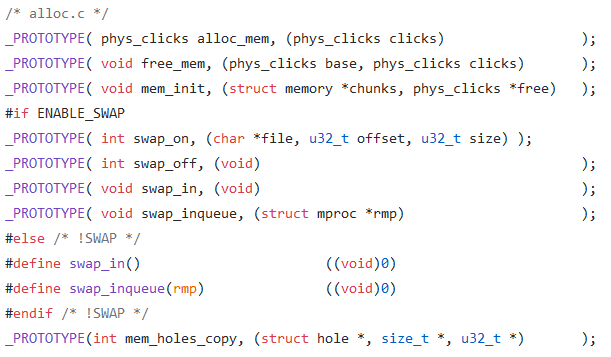 /* alloc.c */
_PROTOTYPE( phys_clicks alloc_mem, (phys_clicks clicks)                 );
_PROTOTYPE( void free_mem, (phys_clicks base, phys_clicks clicks)       );
_PROTOTYPE( void mem_init, (struct memory *chunks, phys_clicks *free)   );
#if ENABLE_SWAP
_PROTOTYPE( int swap_on, (char *file, u32_t offset, u32_t size) );
_PROTOTYPE( int swap_off, (void)                                        );
_PROTOTYPE( void swap_in, (void)                                        );
_PROTOTYPE( void swap_inqueue, (struct mproc *rmp)                      );
#else /* !SWAP */
#define swap_in()                       ((void)0)
#define swap_inqueue(rmp)               ((void)0)
#endif /* !SWAP */
_PROTOTYPE(int mem_holes_copy, (struct hole *, size_t *, u32_t *)       );